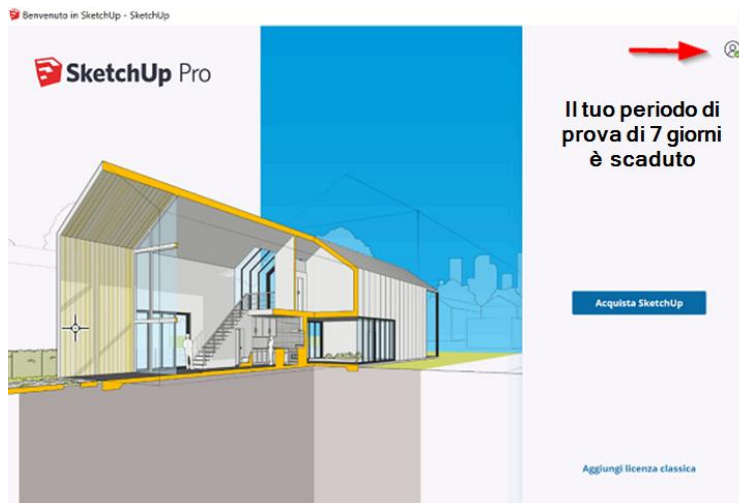 Benvenuto in SketchUp - SketchUp
SketchUp Pro
Il tuo periodo di
prova di 7 giorni
è scaduto
Acquista SketchUp
Aggiungi licenza classica